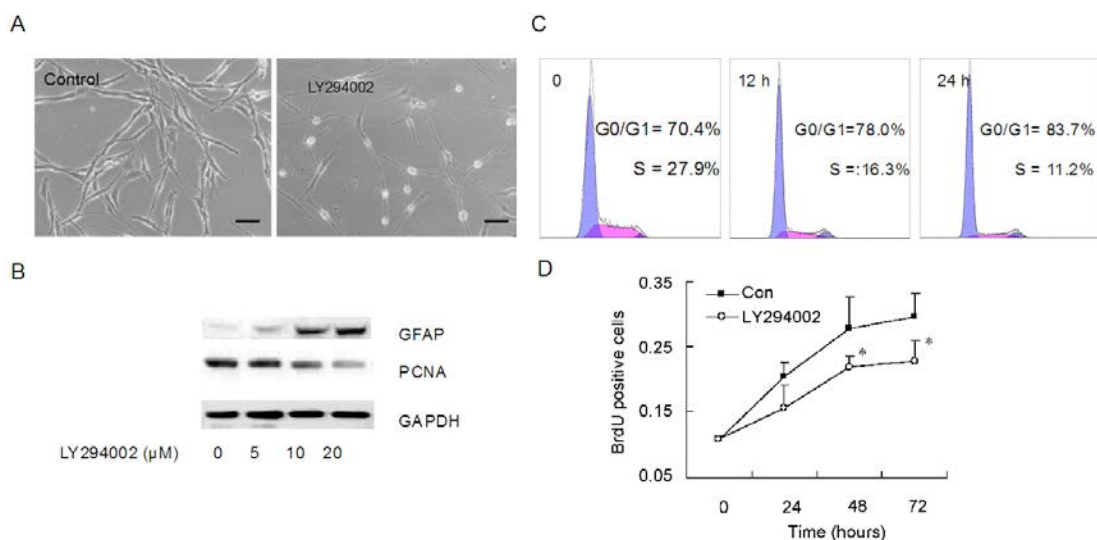 A
Control
LY294002
B
GFAP
PCNA
GAPDH
LY294002 (µM) 0 5 10 20
C
0
G0/G1= 70.4%
S = 27.9%
12 h
G0/G1=78.0%
S =:16.3%
24 h
G0/G1= 83.7%
S = 11.2%
D
0.35
0.25
0.15
0.05
BrdU positive cells
Con
LY294002
*
*
0 24 48 72
Time (hours)